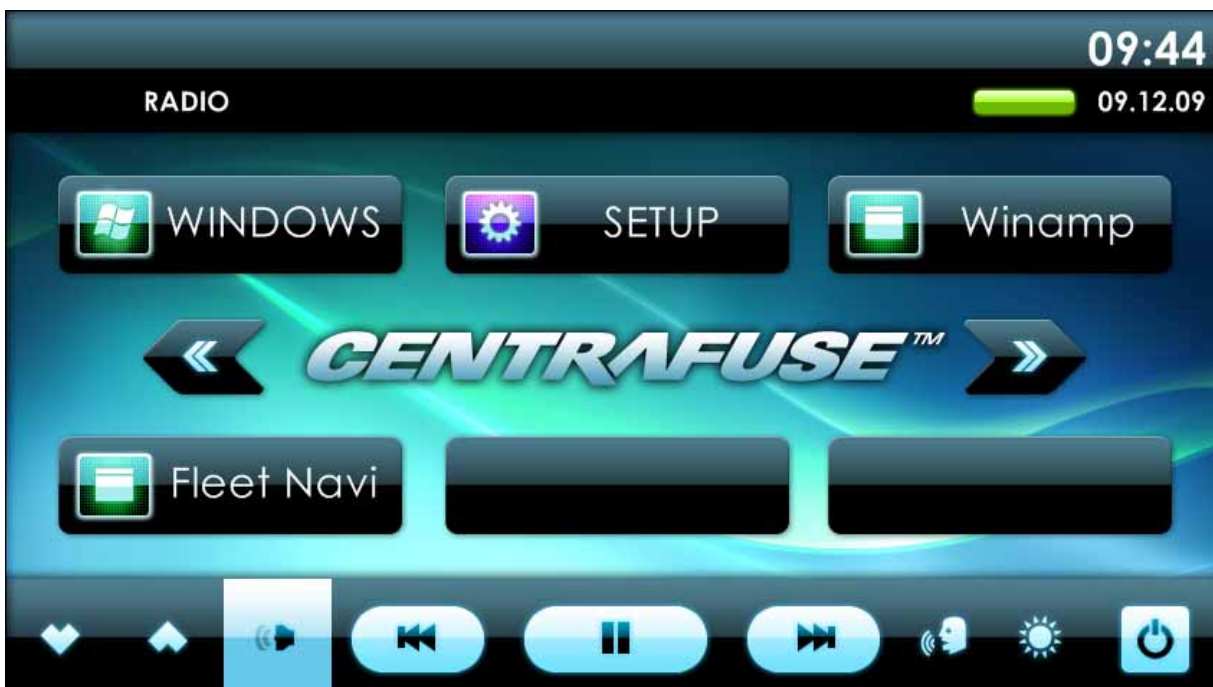 09:44
RADIO 09.12.09
WINDOWS SETUP Winamp
CENTRAFUSE™
Fleet Navi